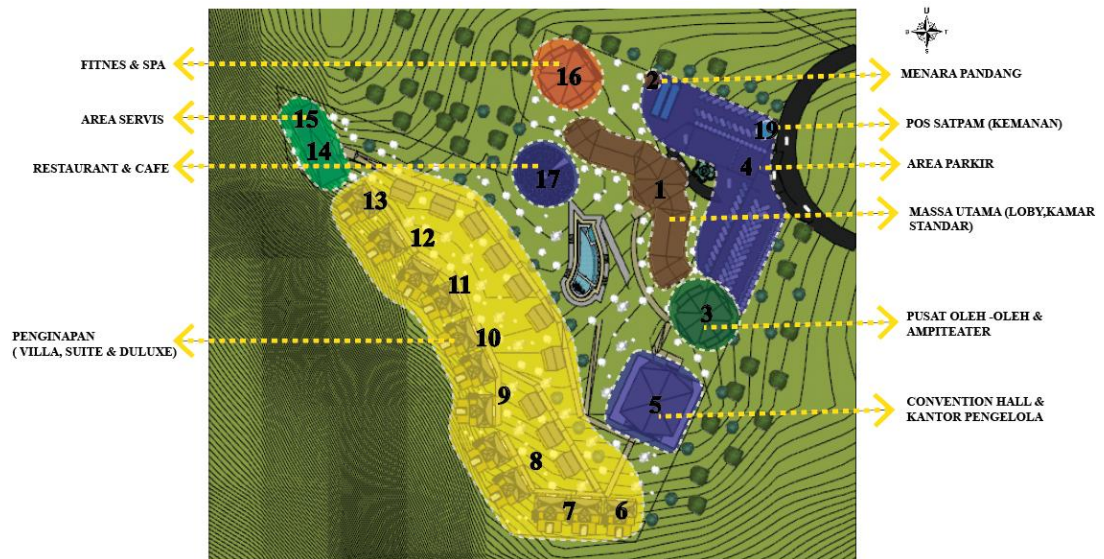 FITNES & SPA
AREA SERVIS
RESTAURANT & CAFE
PENGINAPAN
( VILLA, SUITE & DULUXE)
16
15
14
17
13
12
11
10
9
8
7
6
2
19
4
1
3
5
U
S
T
MENARA PANDANG
POS SATPAM (KEMANAN)
AREA PARKIR
MASSA UTAMA (LOBY,KAMAR
STANDAR)
PUSAT OLEH -OLEH &
AMPITEATER
CONVENTION HALL &
KANTOR PENGELOLA